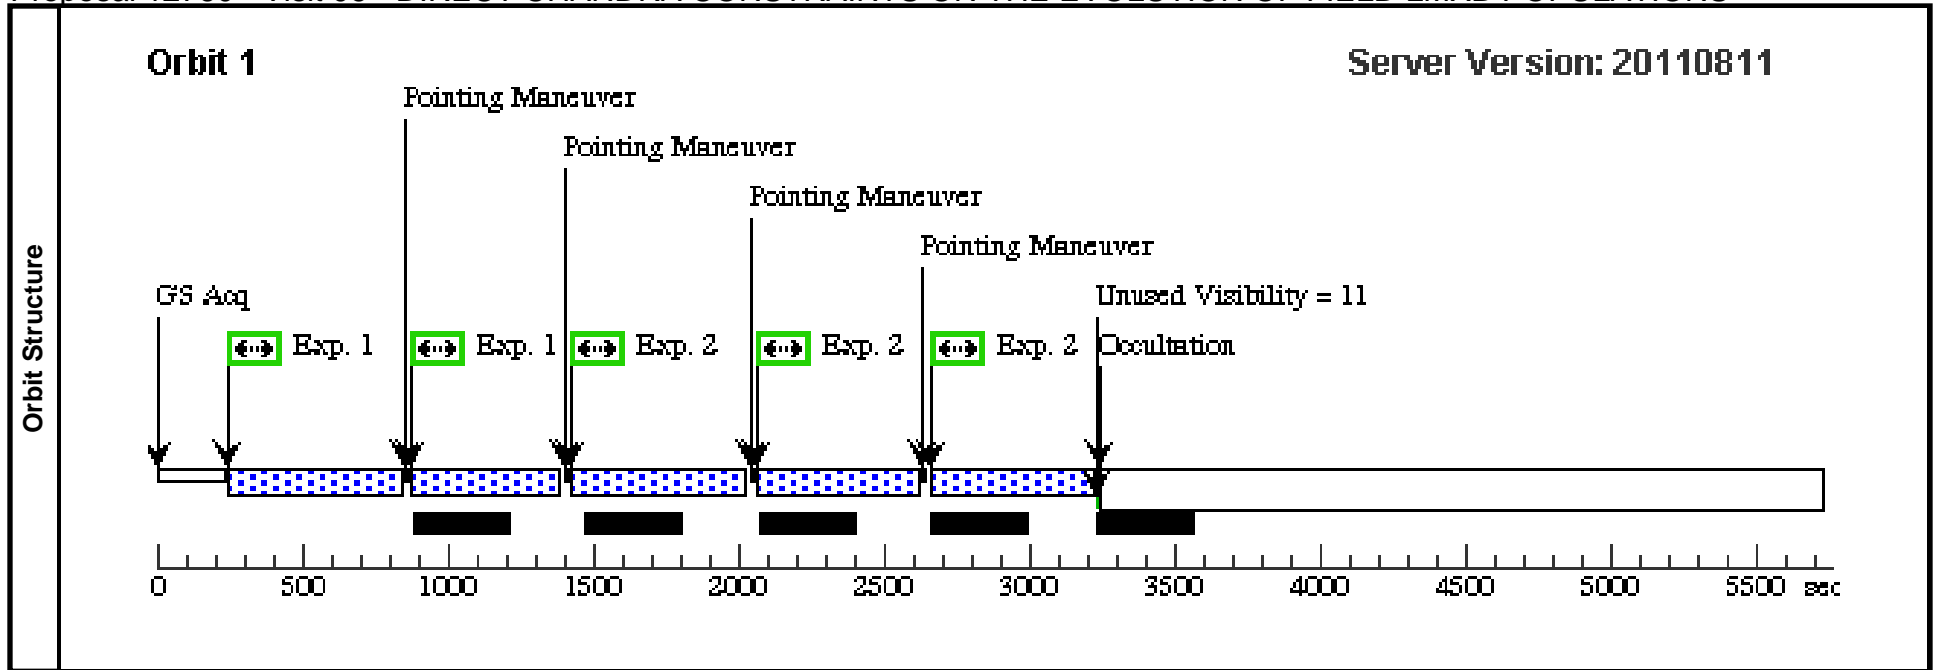 Orbit Structure
Orbit 1
Server Version: 20110811
Pointing Maneuver
Pointing Maneuver
Pointing Maneuver
Pointing Maneuver
GS Acq
Unused Visibility = 11
Exp. 1
Exp. 1
Exp. 2
Exp. 2
Exp. 2
Occultation
0 500 1000 1500 2000 2500 3000 3500 4000 4500 5000 5500 sec